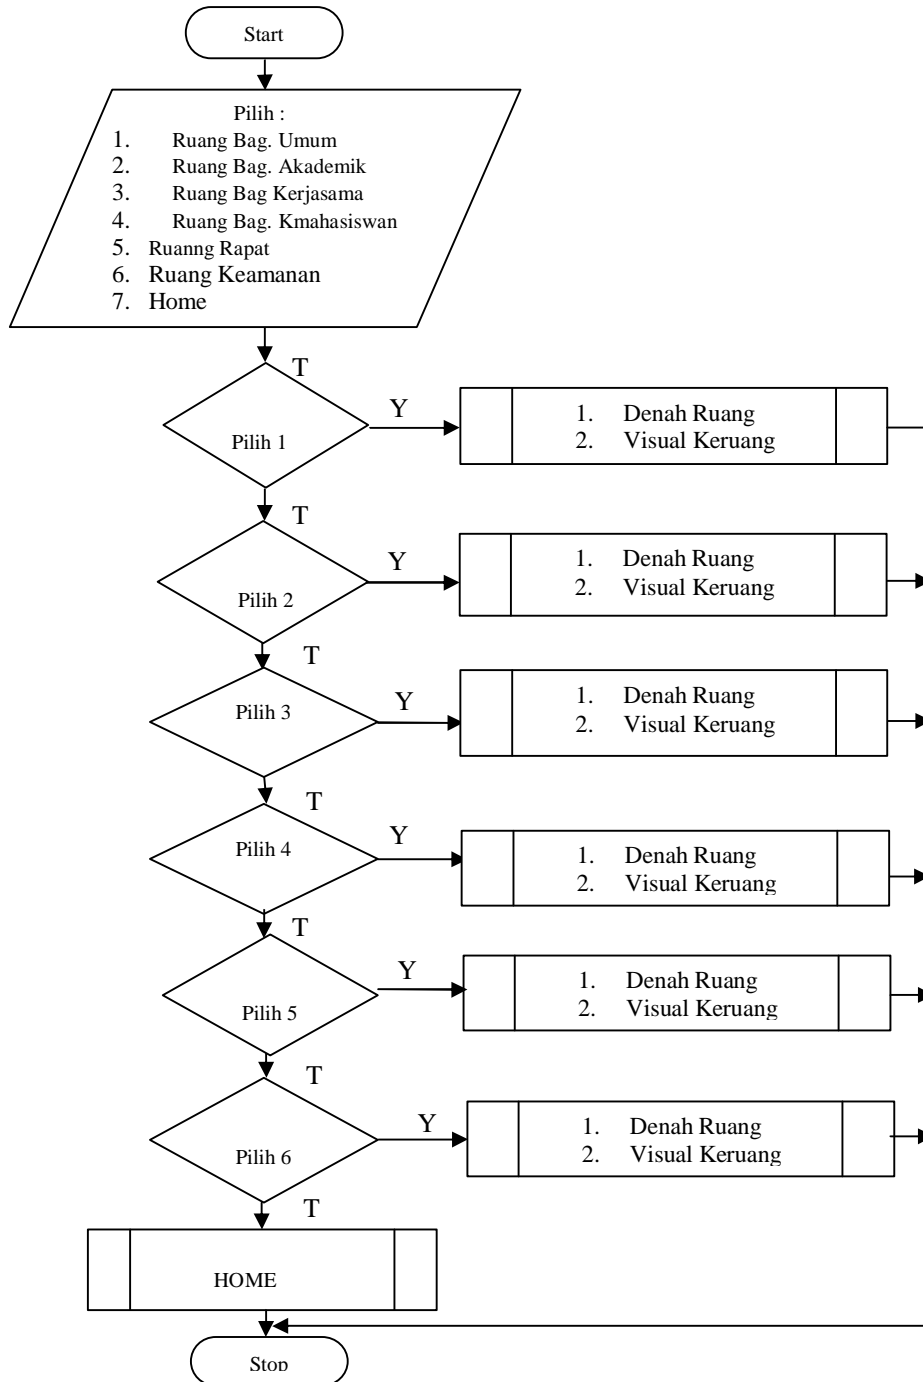 Start
Pilih :
1. Ruang Bag. Umum
2. Ruang Bag. Akademik
3. Ruang Bag Kerjasama
4. Ruang Bag. Kmahasiswan
5. Ruanng Rapat
6. Ruang Keamanan
7. Home
T
Pilih 1
Y
1. Denah Ruang
2. Visual Keruang
T
Pilih 2
Y
1. Denah Ruang
2. Visual Keruang
T
Pilih 3
Y
1. Denah Ruang
2. Visual Keruang
T
Pilih 4
Y
1. Denah Ruang
2. Visual Keruang
T
Pilih 5
Y
1. Denah Ruang
2. Visual Keruang
T
Pilih 6
Y
1. Denah Ruang
2. Visual Keruang
T
HOME
Stop